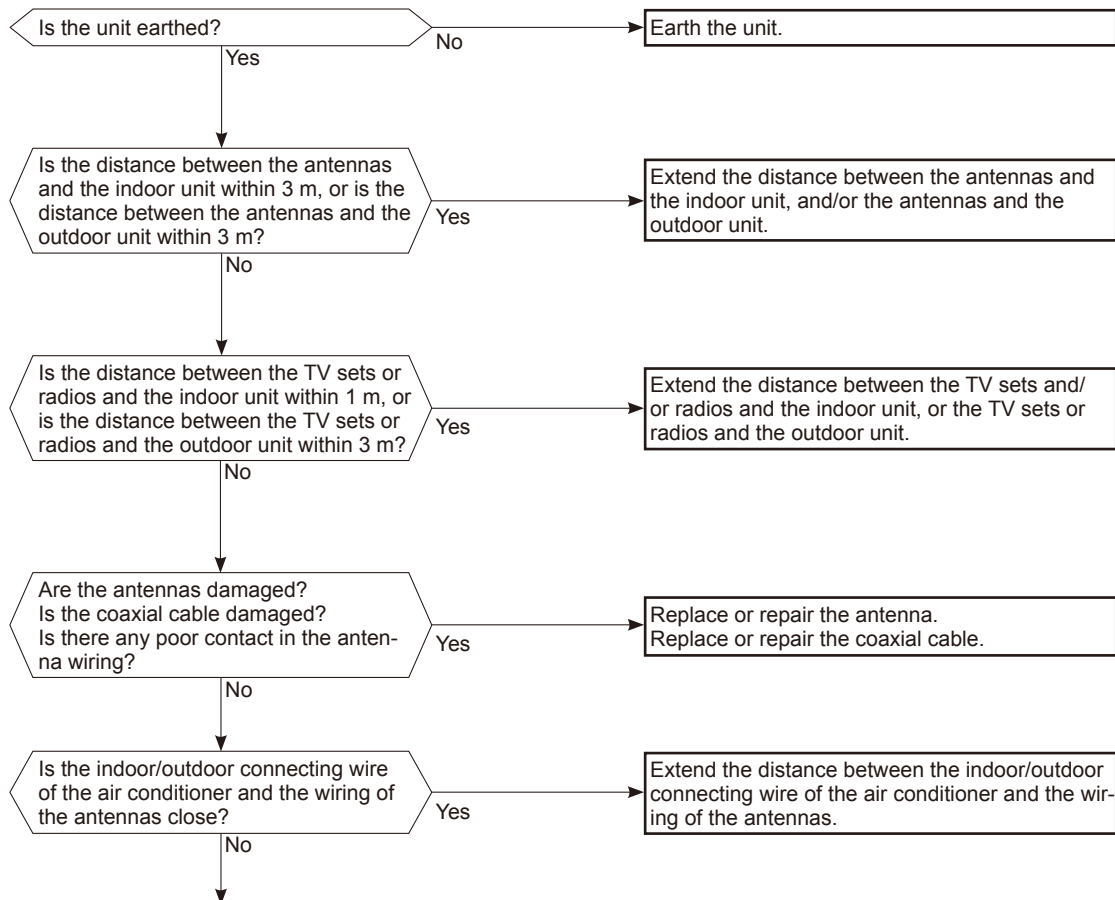 Is the unit earthed?
No
Earth the unit.
Yes
Is the distance between the antennas
and the indoor unit within 3 m, or is the
distance between the antennas and the
outdoor unit within 3 m?
Yes
Extend the distance between the antennas and
the indoor unit, and/or the antennas and the
outdoor unit.
No
Is the distance between the TV sets or
radios and the indoor unit within 1 m, or
is the distance between the TV sets or
radios and the outdoor unit within 3 m?
Yes
Extend the distance between the TV sets and/
or radios and the indoor unit, or the TV sets or
radios and the outdoor unit.
No
Are the antennas damaged?
Is the coaxial cable damaged?
Is there any poor contact in the anten-
na wiring?
Yes
Replace or repair the antenna.
Replace or repair the coaxial cable.
No
Is the indoor/outdoor connecting wire
of the air conditioner and the wiring of
the antennas close?
Yes
Extend the distance between the indoor/outdoor
connecting wire of the air conditioner and the wir-
ing of the antennas.
No